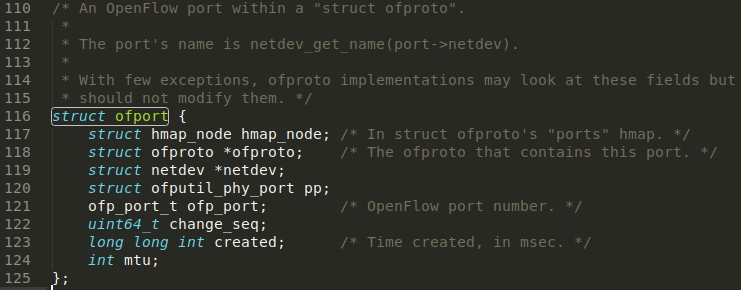 110 /* An OpenFlow port within a "struct ofproto".
111  *
112  * The port's name is netdev_get_name(port->netdev).
113  *
114  * With few exceptions, ofproto implementations may look at these fields but
115  * should not modify them. */
116 struct ofport {
117     struct hmap_node hmap_node; /* In struct ofproto's "ports" hmap. */
118     struct ofproto *ofproto;    /* The ofproto that contains this port. */
119     struct netdev *netdev;
120     struct ofputil_phy_port pp;
121     ofp_port_t ofp_port;        /* OpenFlow port number. */
122     uint64_t change_seq;
123     long long int created;      /* Time created, in msec. */
124     int mtu;
125 };